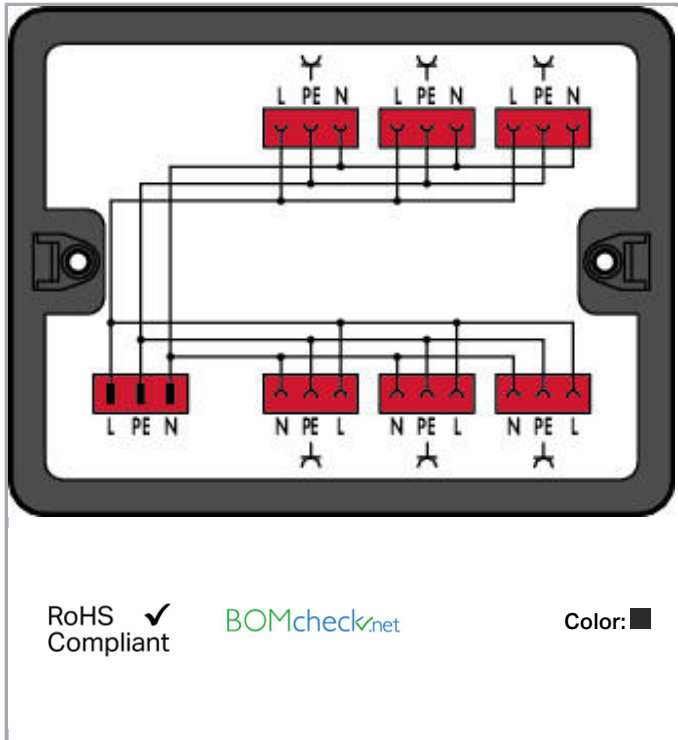 L PE N L PE N L PE N
L PE N N PE L N PE L N PE L
RoHS ✓
Compliant
BOMcheck.net
Color: